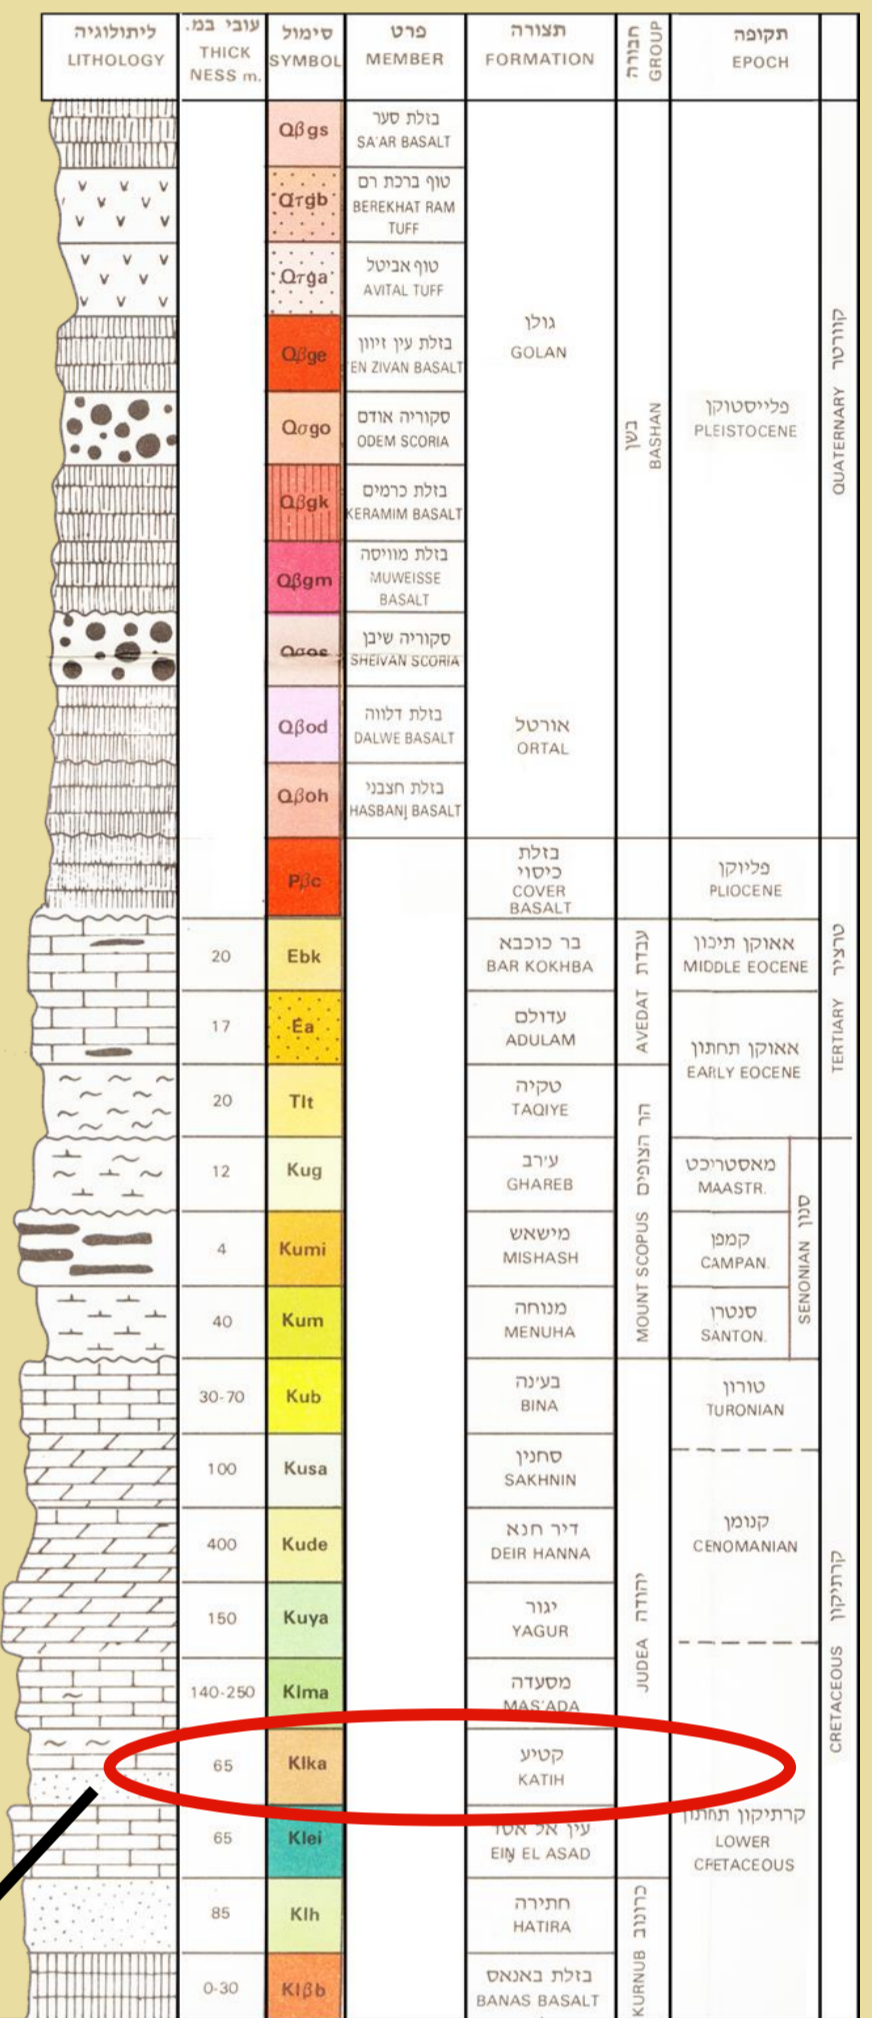 ליתולוגיה
LITHOLOGY
עובי במ.
THICK
NESS m.
סימול
SYMBOL
פרט
MEMBER
תצורה
FORMATION
חבורה
GROUP
תקופה
EPOCH
Qβgs
בזלת סער
SA'AR BASALT
Qτgb
טוף ברכת רם
BEREKHAT RAM
TUFF
Qτga
טוף אביטל
AVITAL TUFF
Qβge
בזלת עין זיוון
'EN ZIVAN BASALT
Qσgo
סקוריה אודם
ODEM SCORIA
Qβgk
בזלת כרמים
KERAMIM BASALT
Qβgm
בזלת מוויסה
MUWEISSE
BASALT
סקוריה שיבן
SHEIVAN SCORIA
Qβod
בזלת דלווה
DALWE BASALT
Qβoh
בזלת חצבני
HASBANI BASALT
גולן
GOLAN
אורטל
ORTAL
בשן
BASHAN
פלייסטוקן
PLEISTOCENE
קוורטר
QUATERNARY
Pβc
בזלת
כיסוי
COVER
BASALT
פליוקן
PLIOCENE
20
Ebk
בר כוכבא
BAR KOKHBA
עבדת
AVEDAT
אאוקן תיכון
MIDDLE EOCENE
טרציר
TERTIARY
17
Ea
עדולם
ADULAM
אאוקן תחתון
EARLY EOCENE
20
Tlt
טקיה
TAQIYE
הר הצופים
MOUNT SCOPUS
12
Kug
ע'רב
GHAREB
מאסטריכט
MAASTR.
סנון
SENONIAN
4
Kumi
מישאש
MISHASH
קמפן
CAMPAN.
40
Kum
מנוחה
MENUHA
סנטרן
SANTON.
30-70
Kub
בע'נה
BINA
טורון
TURONIAN
100
Kusa
סחנין
SAKHNIN
400
Kude
דיר חנא
DEIR HANNA
קנומן
CENOMANIAN
150
Kuya
יגור
YAGUR
יהודה
JUDEA
קרתיקון
CRETACEOUS
140-250
Klma
מסעדה
MAS'ADA
65
Klka
קטיע
KATIH
65
Klei
עין אל אסד
EIN EL ASAD
קרתיקון תחתון
LOWER
CRETACEOUS
85
Klh
חתירה
HATIRA
כרונוב
KURNUB
0-30
Klβb
בזלת באנאס
BANAS BASALT